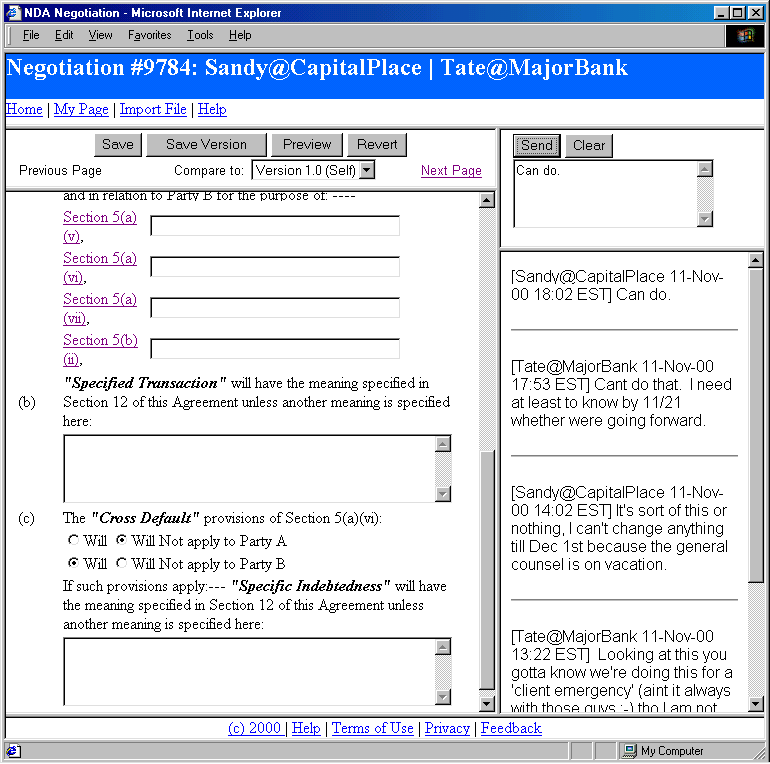 NDA Negotiation - Microsoft Internet Explorer
File Edit View Favorites Tools Help
Negotiation #9784: Sandy@CapitalPlace | Tate@MajorBank
Home | My Page | Import File | Help
Save Save Version Preview Revert
Previous Page Compare to: Version 1.0 (Self) Next Page
and in relation to Party B for the purpose of: ----
Section 5(a)
(v),
Section 5(a)
(vi),
Section 5(a)
(vii),
Section 5(b)
(ii),
"Specified Transaction" will have the meaning specified in
(b) Section 12 of this Agreement unless another meaning is specified
here:
(c) The "Cross Default" provisions of Section 5(a)(vi):
Will Will Not apply to Party A
Will Will Not apply to Party B
If such provisions apply:--- "Specific Indebtedness" will have
the meaning specified in Section 12 of this Agreement unless
another meaning is specified here:
Send Clear
Can do.
[Sandy@CapitalPlace 11-Nov-
00 18:02 EST] Can do.
[Tate@MajorBank 11-Nov-00
17:53 EST] Cant do that. I need
at least to know by 11/21
whether were going forward.
[Sandy@CapitalPlace 11-Nov-
00 14:02 EST] It's sort of this or
nothing, I can't change anything
till Dec 1st because the general
counsel is on vacation.
[Tate@MajorBank 11-Nov-00
13:22 EST] Looking at this you
gotta know we're doing this for a
'client emergency' (aint it always
with those guys :-) tho I am not
(c) 2000 | Help | Terms of Use | Privacy | Feedback
My Computer